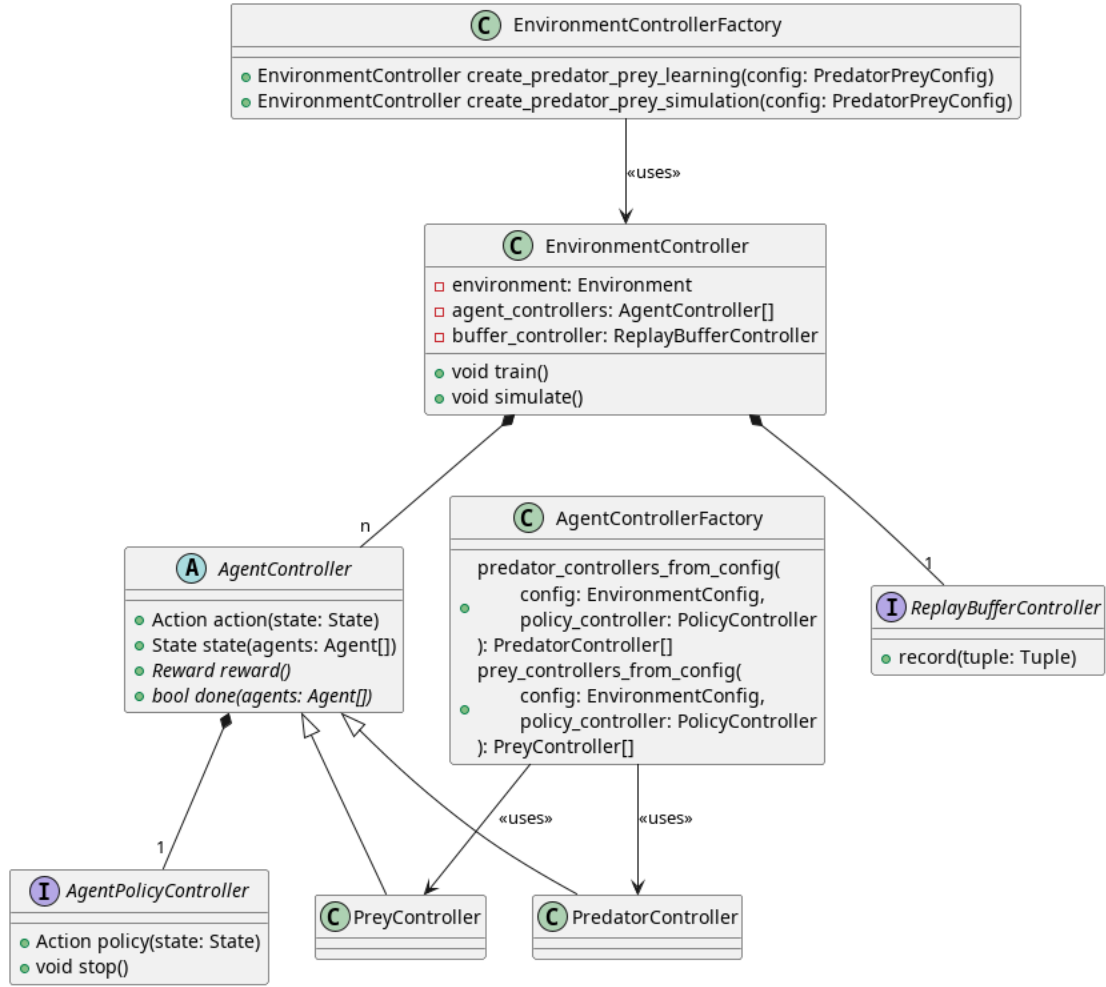 C EnvironmentControllerFactory
EnvironmentController create_predator_prey_learning(config: PredatorPreyConfig)
EnvironmentController create_predator_prey_simulation(config: PredatorPreyConfig)
«uses»
C EnvironmentController
environment: Environment
agent_controllers: AgentController[]
buffer_controller: ReplayBufferController
void train()
void simulate()
n
1
A AgentController
Action action(state: State)
State state(agents: Agent[])
Reward reward()
bool done(agents: Agent[])
C AgentControllerFactory
predator_controllers_from_config(
config: EnvironmentConfig,
policy_controller: PolicyController
): PredatorController[]
prey_controllers_from_config(
config: EnvironmentConfig,
policy_controller: PolicyController
): PreyController[]
I ReplayBufferController
record(tuple: Tuple)
«uses»
«uses»
1
I AgentPolicyController
Action policy(state: State)
void stop()
C PreyController
C PredatorController